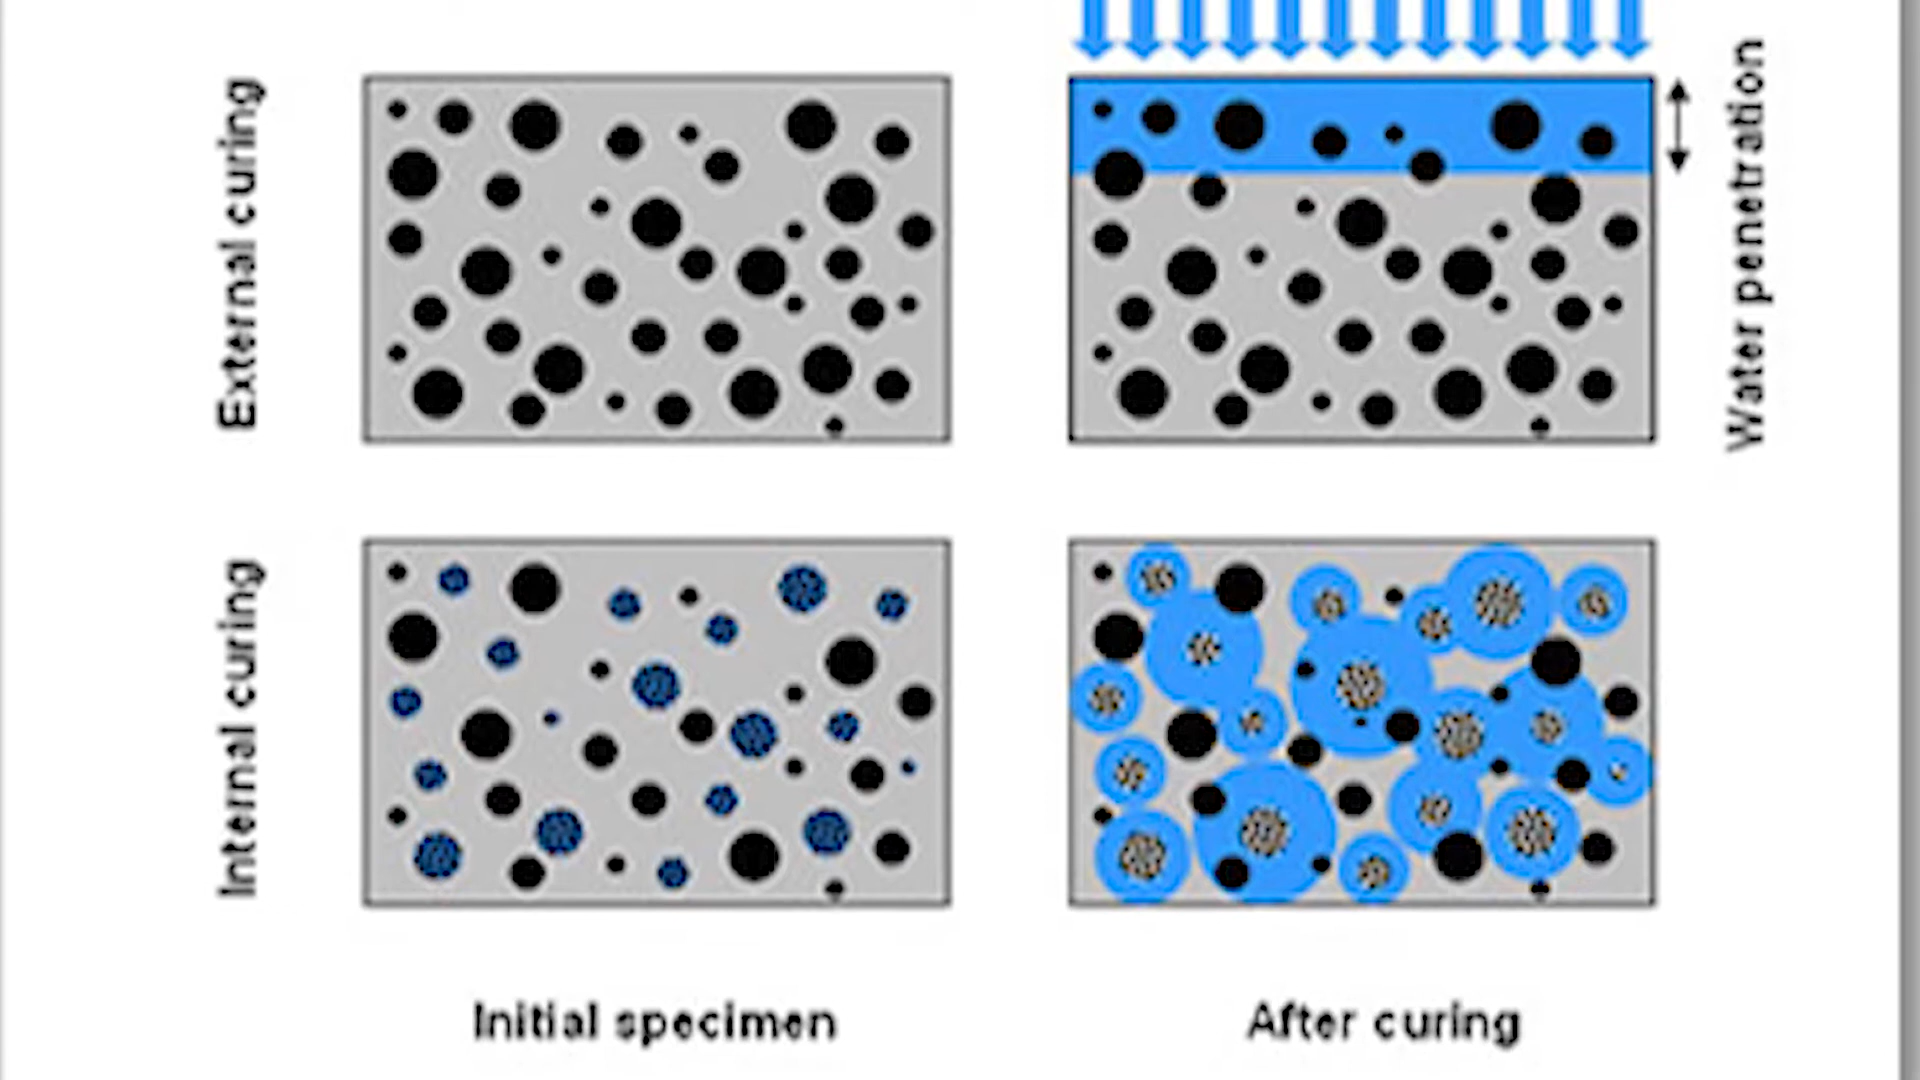 External curing
Water penetration
Internal curing
Initial specimen
After curing